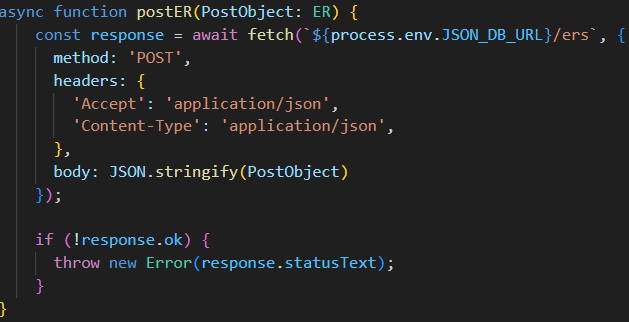 async function postER(PostObject: ER) {
    const response = await fetch(`${process.env.JSON_DB_URL}/ers`, {
      method: 'POST',
      headers: {
        'Accept': 'application/json',
        'Content-Type': 'application/json',
      },
      body: JSON.stringify(PostObject)
    });

    if (!response.ok) {
      throw new Error(response.statusText);
    }
}